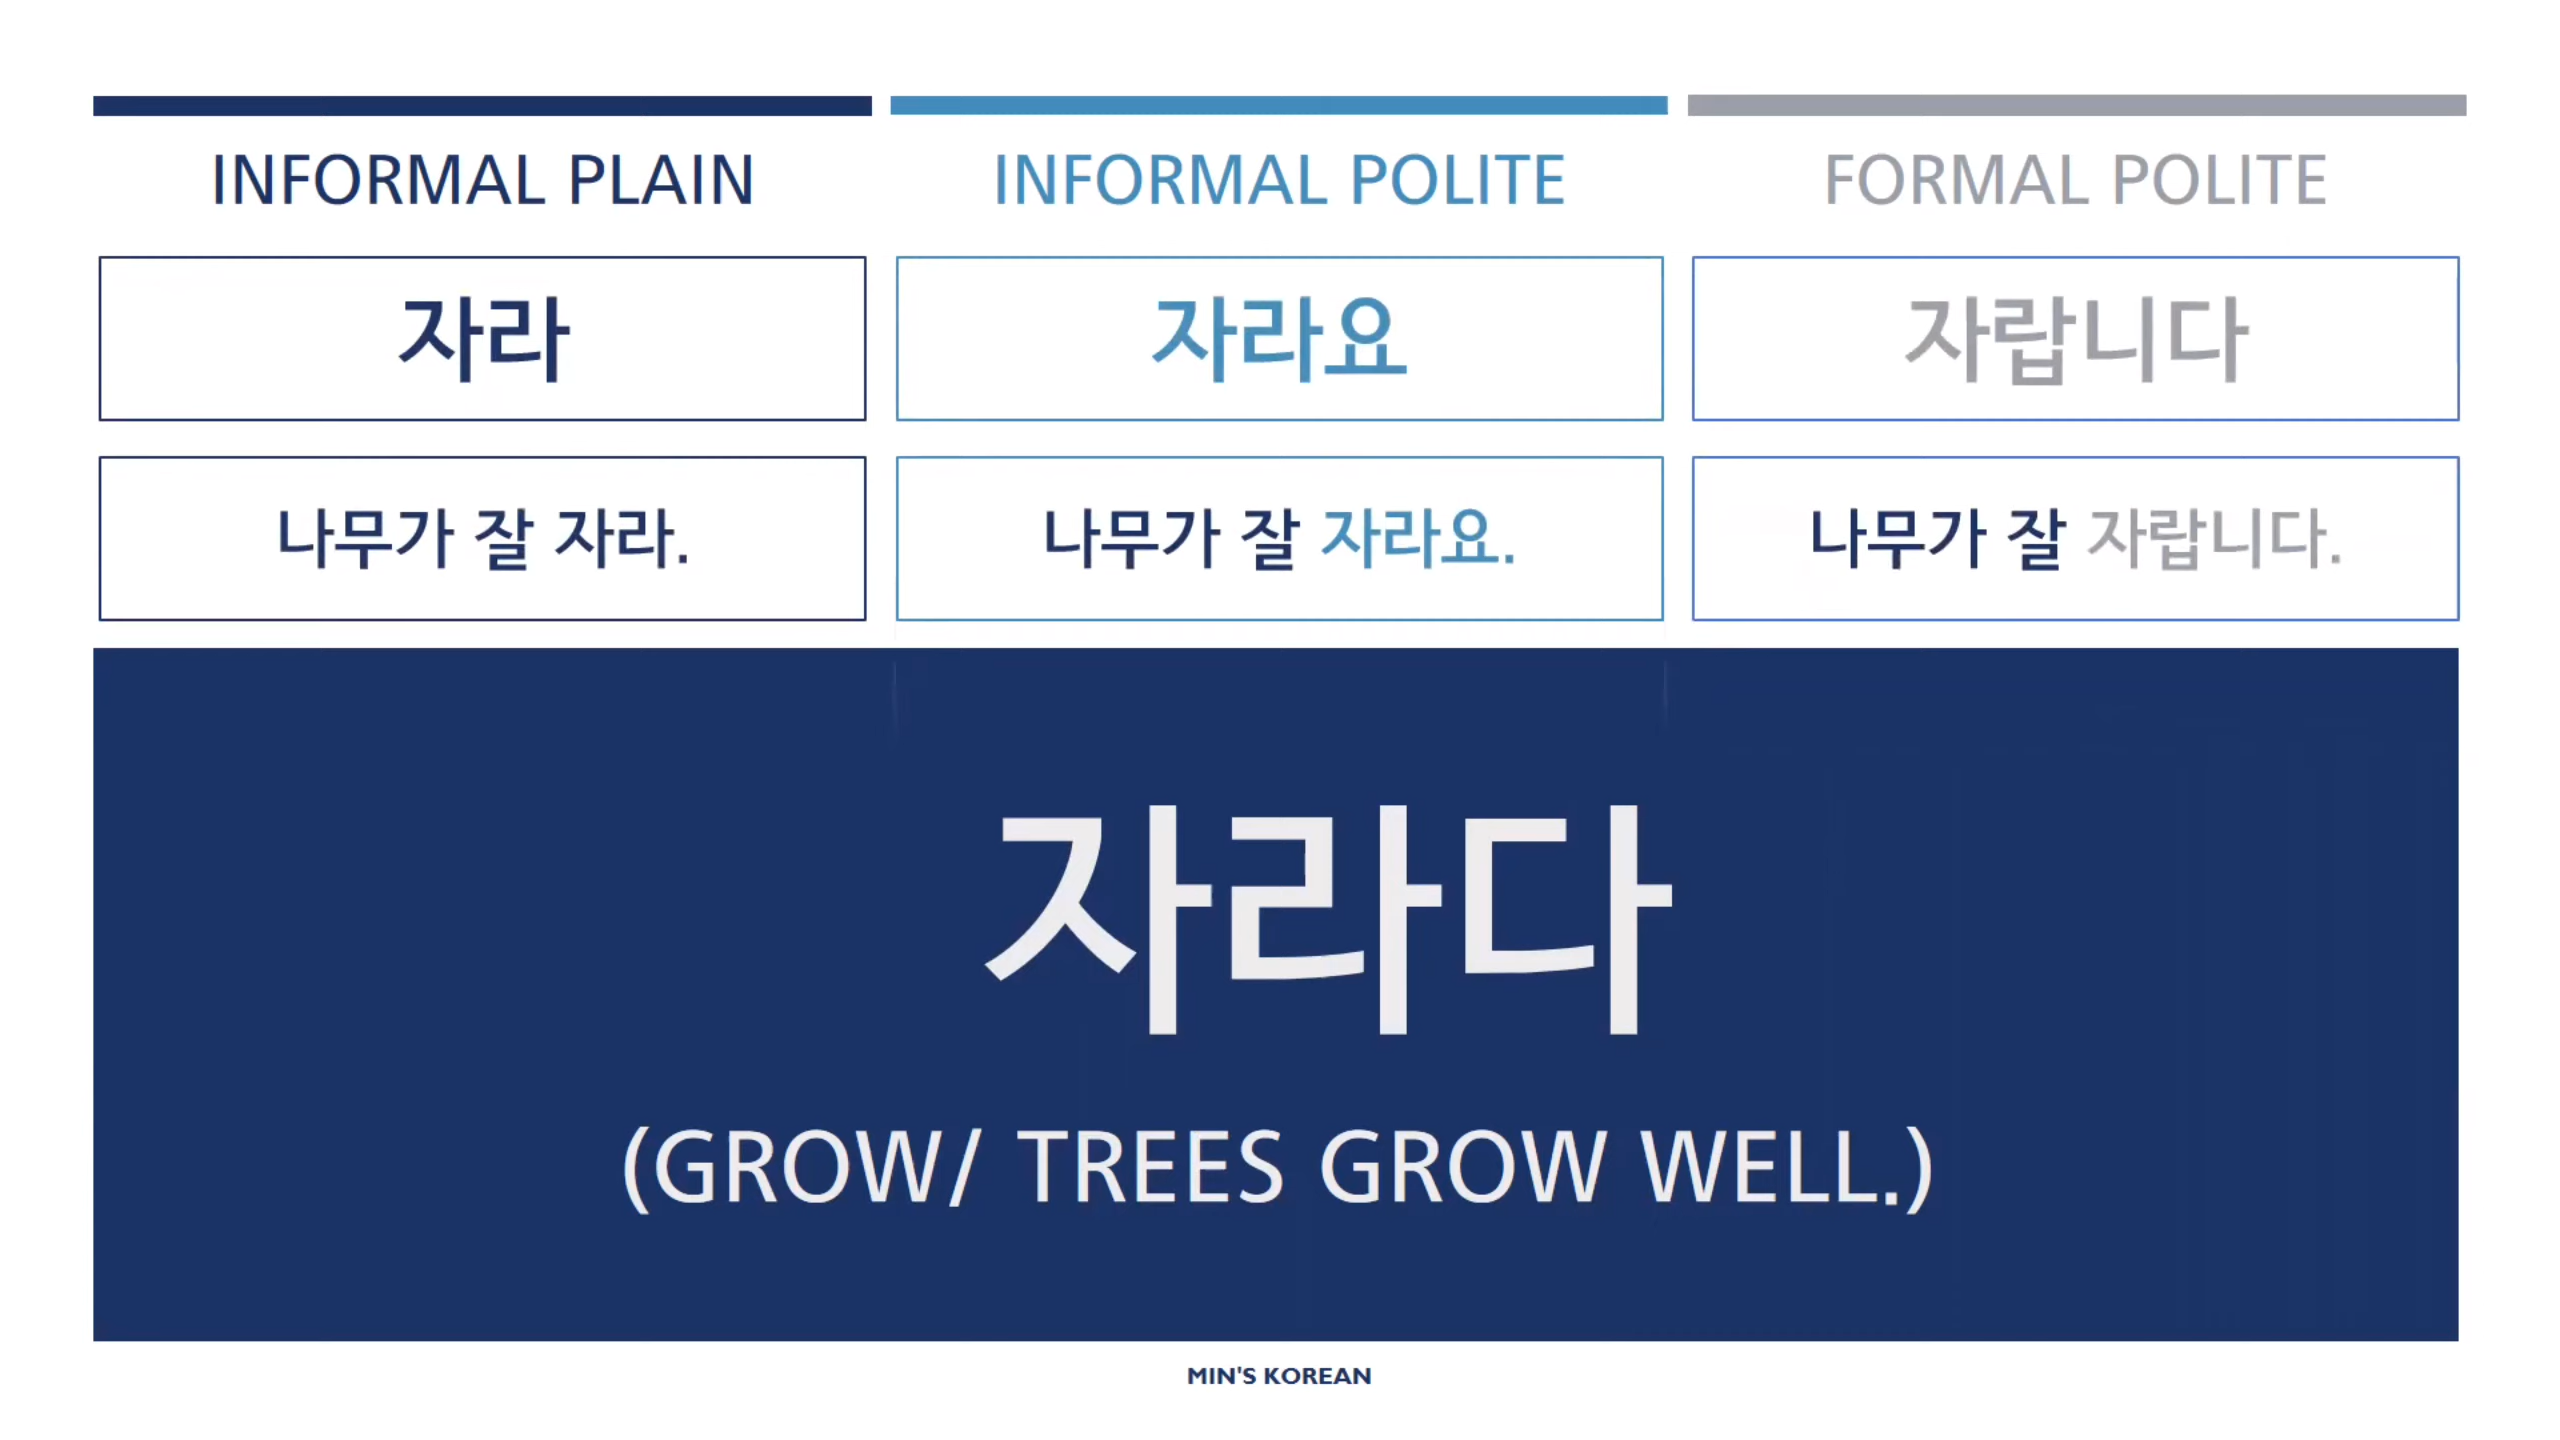 INFORMAL PLAIN
INFORMAL POLITE
FORMAL POLITE
자라
자라요
자랍니다
나무가 잘 자라.
나무가 잘 자라요.
나무가 잘 자랍니다.
자라다
(GROW/ TREES GROW WELL.)
MIN'S KOREAN